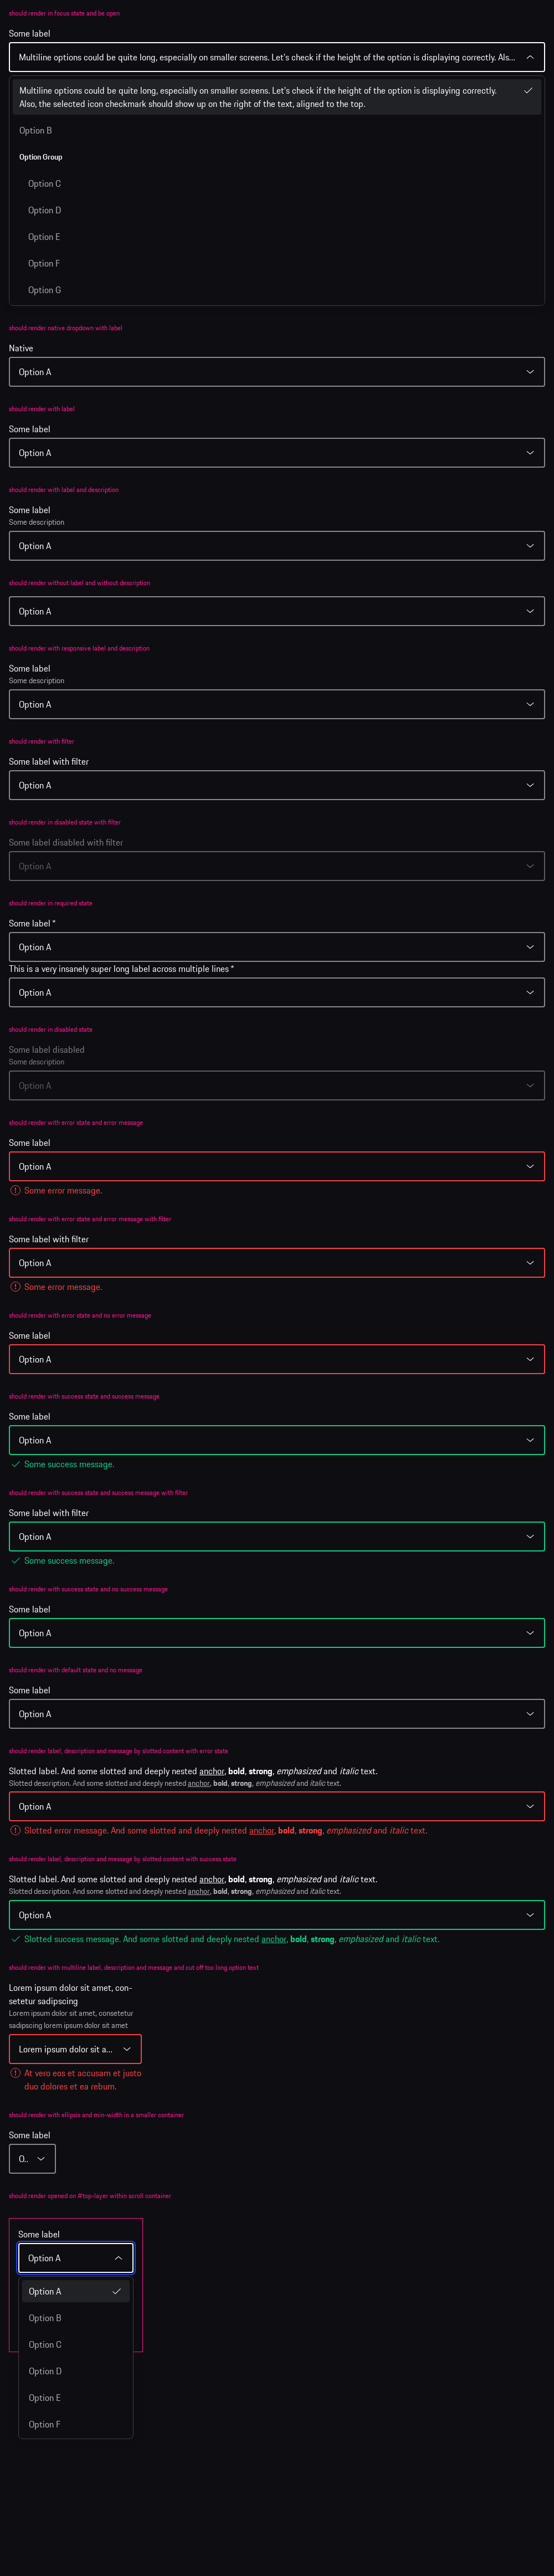 should render in focus state and be open
Some label
Multiline options could be quite long, especially on smaller screens. Let's check if the height of the option is displaying correctly. Als...
Multiline options could be quite long, especially on smaller screens. Let's check if the height of the option is displaying correctly.
Also, the selected icon checkmark should show up on the right of the text, aligned to the top.
Option B
Option Group
Option C
Option D
Option E
Option F
Option G
should render native dropdown with label
Native
Option A
should render with label
Some label
Option A
should render with label and description
Some label
Some description
Option A
should render without label and without description
Option A
should render with responsive label and description
Some label
Some description
Option A
should render with filter
Some label with filter
Option A
should render in disabled state with filter
Some label disabled with filter
Option A
should render in required state
Some label *
Option A
This is a very insanely super long label across multiple lines *
Option A
should render in disabled state
Some label disabled
Some description
Option A
should render with error state and error message
Some label
Option A
Some error message.
should render with error state and error message with filter
Some label with filter
Option A
Some error message.
should render with error state and no error message
Some label
Option A
should render with success state and success message
Some label
Option A
Some success message.
should render with success state and success message with filter
Some label with filter
Option A
Some success message.
should render with success state and no success message
Some label
Option A
should render with default state and no message
Some label
Option A
should render label, description and message by slotted content with error state
Slotted label. And some slotted and deeply nested anchor, bold, strong, emphasized and italic text.
Slotted description. And some slotted and deeply nested anchor, bold, strong, emphasized and italic text.
Option A
Slotted error message. And some slotted and deeply nested anchor, bold, strong, emphasized and italic text.
should render label, description and message by slotted content with success state
Slotted label. And some slotted and deeply nested anchor, bold, strong, emphasized and italic text.
Slotted description. And some slotted and deeply nested anchor, bold, strong, emphasized and italic text.
Option A
Slotted success message. And some slotted and deeply nested anchor, bold, strong, emphasized and italic text.
should render with multiline label, description and message and cut off too long option text
Lorem ipsum dolor sit amet, con-
setetur sadipscing
Lorem ipsum dolor sit amet, consetetur
sadipscing lorem ipsum dolor sit amet
Lorem ipsum dolor sit a...
At vero eos et accusam et justo
duo dolores et ea rebum.
should render with ellipsis and min-width in a smaller container
Some label
O..
should render opened on #top-layer within scroll container
Some label
Option A
Option A
Option B
Option C
Option D
Option E
Option F